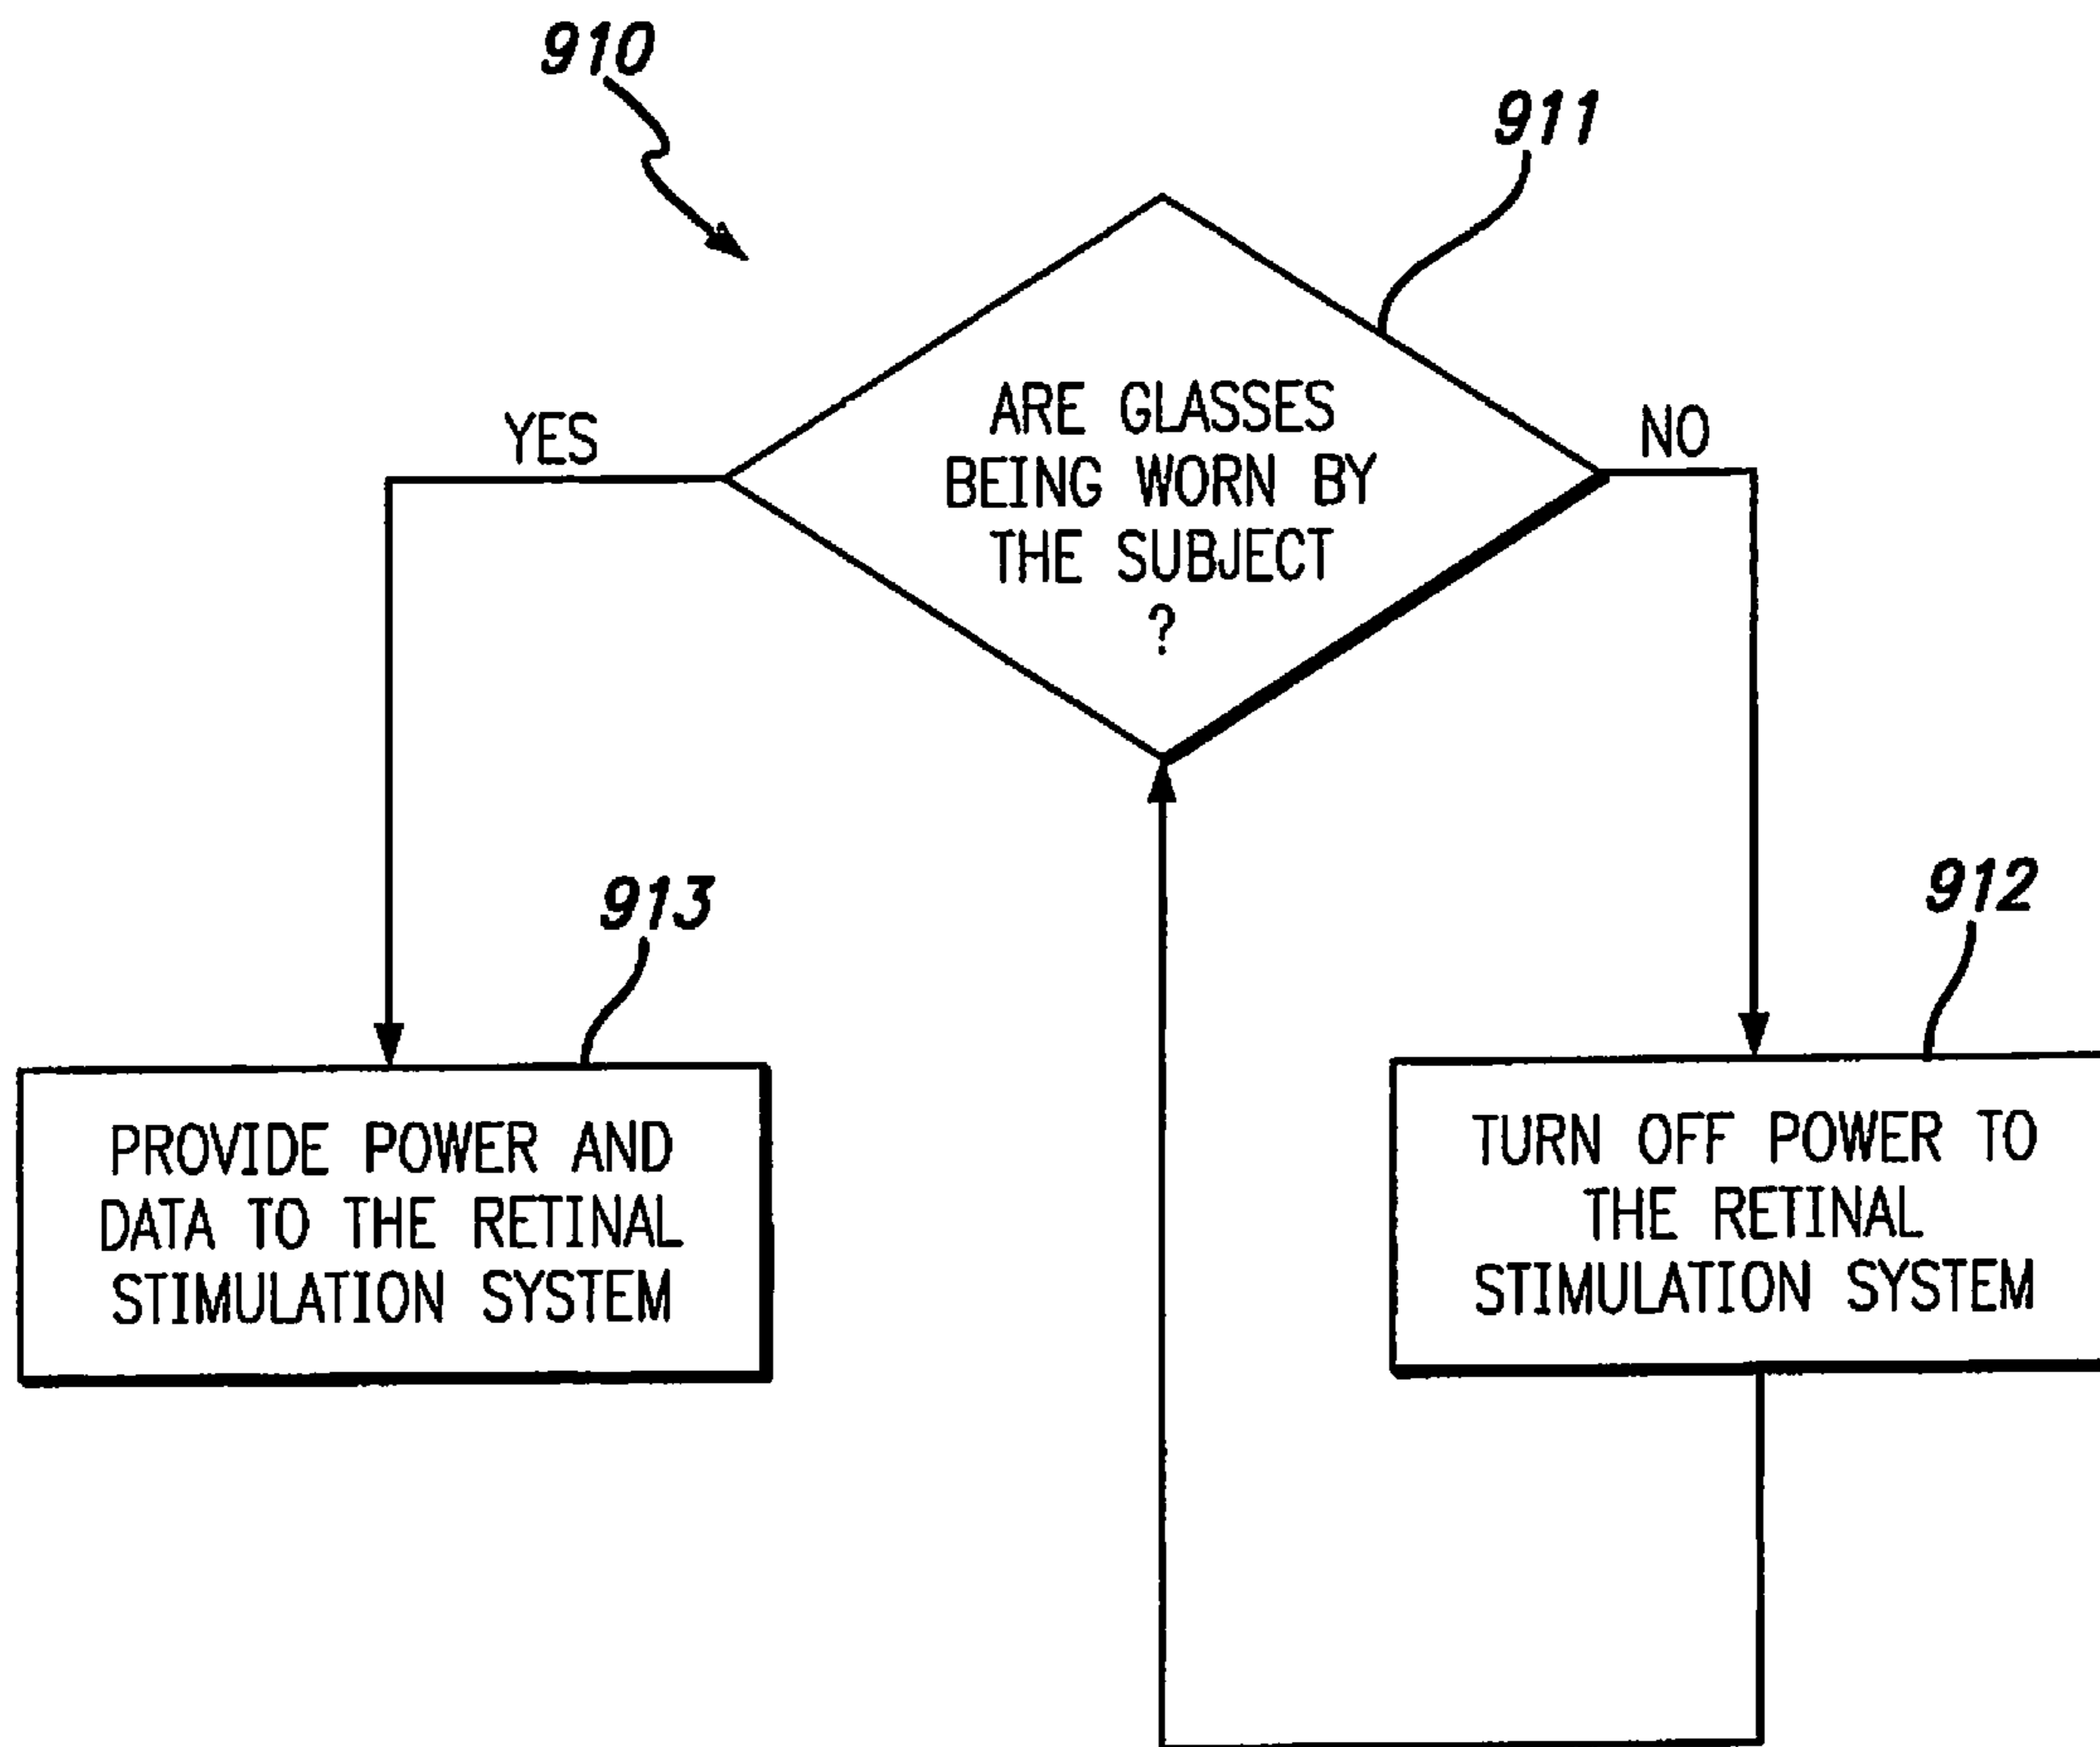 910
911
ARE GLASSES
BEING WORN BY
THE SUBJECT
?
YES
NO
913
912
PROVIDE POWER AND
DATA TO THE RETINAL
STIMULATION SYSTEM
TURN OFF POWER TO
THE RETINAL
STIMULATION SYSTEM